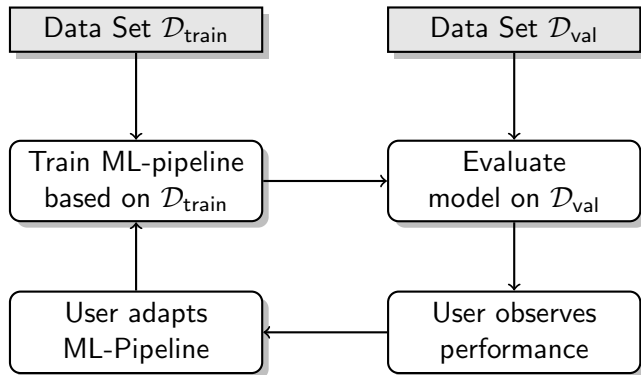 Data Set 𝒟train
Data Set 𝒟val
Train ML-pipeline
based on 𝒟train
Evaluate
model on 𝒟val
User adapts
ML-Pipeline
User observes
performance